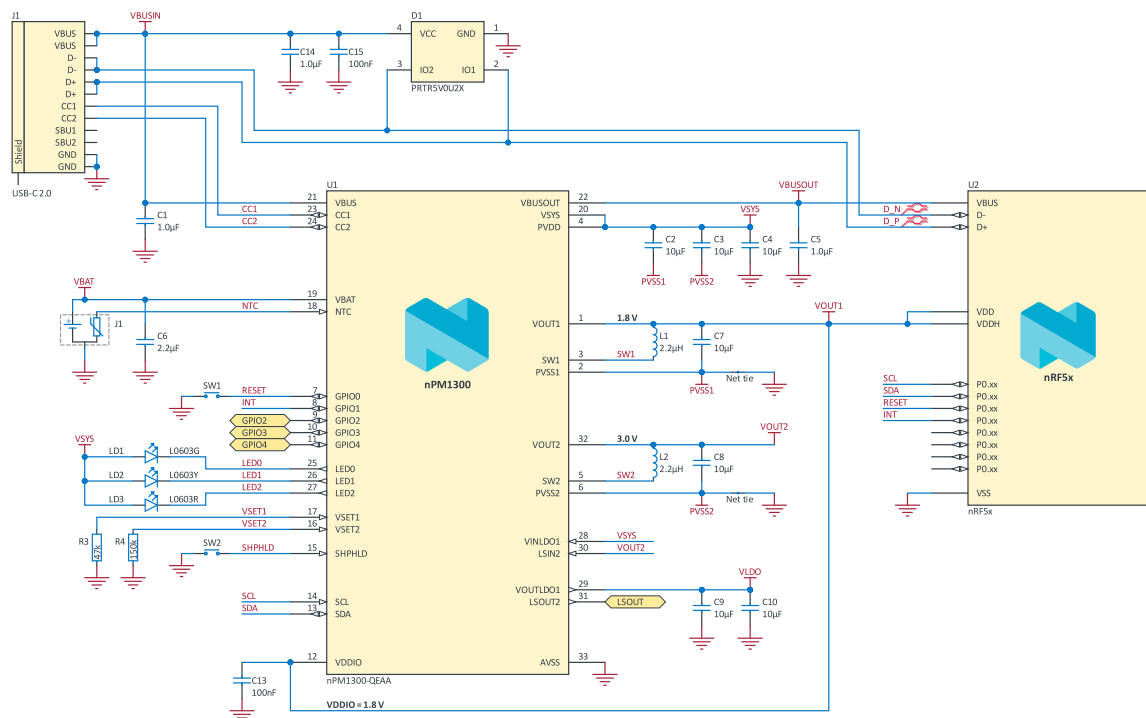 J1
VBUS
VBUS
D-
D-
D+
D+
CC1
CC2
SBU1
SBU2
GND
GND
Shield
USB-C 2.0
VBUSIN
C14
1.0µF
C15
100nF
D1
4 VCC GND 1
3 IO2 IO1 2
PRTR5V0U2X
C1
1.0µF
CC1
CC2
U1
21 VBUS
23 CC1
24 CC2
19 VBAT
18 NTC
7 GPIO0
8 GPIO1
9 GPIO2
10 GPIO3
11 GPIO4
25 LED0
26 LED1
27 LED2
17 VSET1
16 VSET2
15 SHPHLD
14 SCL
13 SDA
12 VDDIO
nPM1300
VBUSOUT 22
VSYS 20
PVDD 4
VOUT1 1
SW1 3
PVSS1 2
VOUT2 32
SW2 5
PVSS2 6
VINLDO1 28
LSIN2 30
VOUTLDO1 29
LSOUT2 31
AVSS 33
nPM1300-QEAA
VBAT
NTC
J1
+
C6
2.2µF
SW1
RESET
INT
GPIO2
GPIO3
GPIO4
VSYS
LD1 L0603G LED0
LD2 L0603Y LED1
LD3 L0603R LED2
VSET1
VSET2
R3
47k
R4
150k
SW2
SHPHLD
SCL
SDA
C13
100nF
VDDIO = 1.8 V
VBUSOUT
VSYS
C2
10µF
C3
10µF
C4
10µF
C5
1.0µF
PVSS1
PVSS2
1.8 V
VOUT1
L1
2.2µH
C7
10µF
SW1
PVSS1
Net tie
3.0 V
VOUT2
L2
2.2µH
C8
10µF
SW2
PVSS2
Net tie
VSYS
VOUT2
VLDO
LSOUT
C9
10µF
C10
10µF
D_N
D_P
U2
VBUS
D-
D+
VDD
VDDH
nRF5x
SCL
SDA
RESET
INT
P0.xx
P0.xx
P0.xx
P0.xx
P0.xx
P0.xx
P0.xx
P0.xx
VSS
nRF5x